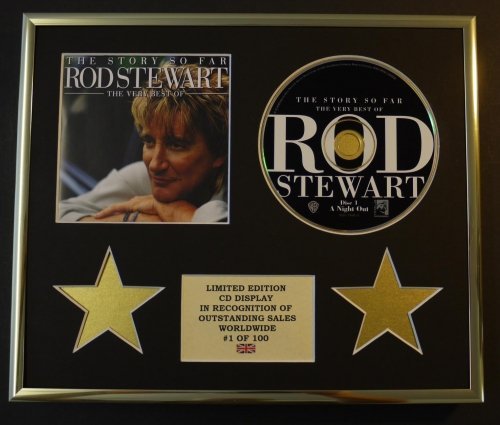 THE STORY SO FAR
ROD STEWART
THE VERY BEST OF
THE STORY SO FAR
THE VERY BEST OF
ROD
STEWART
Disc 1
A Night Out
LIMITED EDITION
CD DISPLAY
IN RECOGNITION OF
OUTSTANDING SALES
WORLDWIDE
#1 OF 100